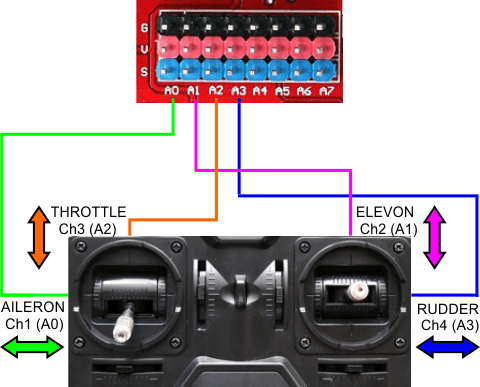 G
V
S
A0 A1 A2 A3 A4 A5 A6 A7
THROTTLE
Ch3 (A2)
ELEVON
Ch2 (A1)
AILERON
Ch1 (A0)
RUDDER
Ch4 (A3)